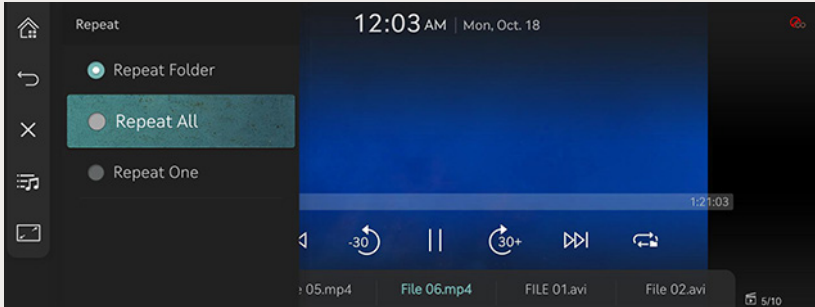 Repeat
12:03 AM | Mon, Oct. 18
Repeat Folder
Repeat All
Repeat One
1:21:03
-30
30+
05.mp4
File 06.mp4
FILE 01.avi
File 02.avi
5/10